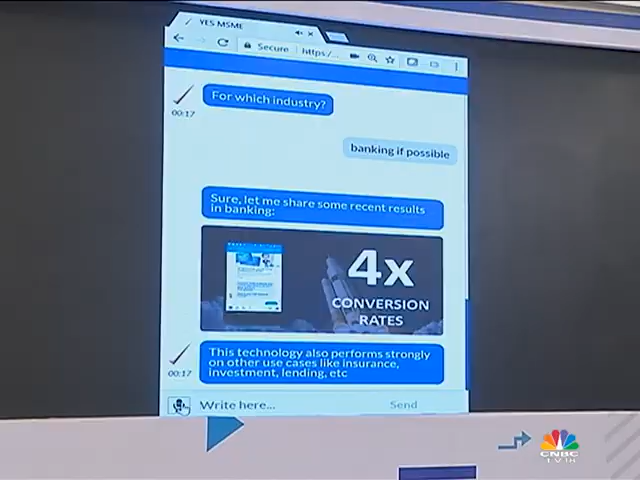 YES MSME
Secure
https:/...
For which industry?
00:17
banking if possible
Sure, let me share some recent results
in banking:
4x
CONVERSION
RATES
This technology also performs strongly
on other use cases like insurance,
investment, lending, etc
00:17
Write here...
Send
CNBC
TV18